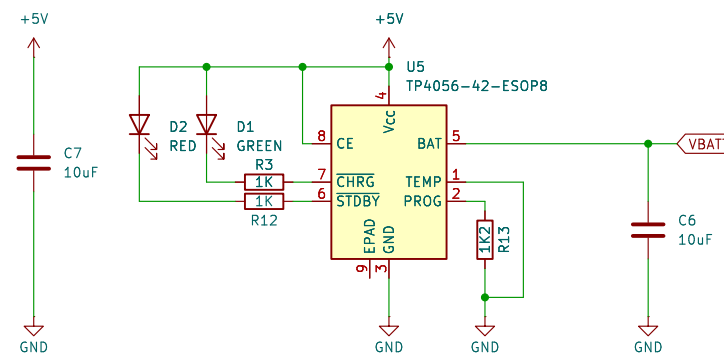 +5V
+5V
U5
TP4056-42-ESOP8
4
Vcc
D2
RED
D1
GREEN
C7
10uF
R3
1K
1K
R12
8
CE
7
CHRG
6
STDBY
BAT
5
TEMP
1
PROG
2
EPAD
GND
9
3
1K2
R13
VBAT
C6
10uF
GND
GND
GND
GND